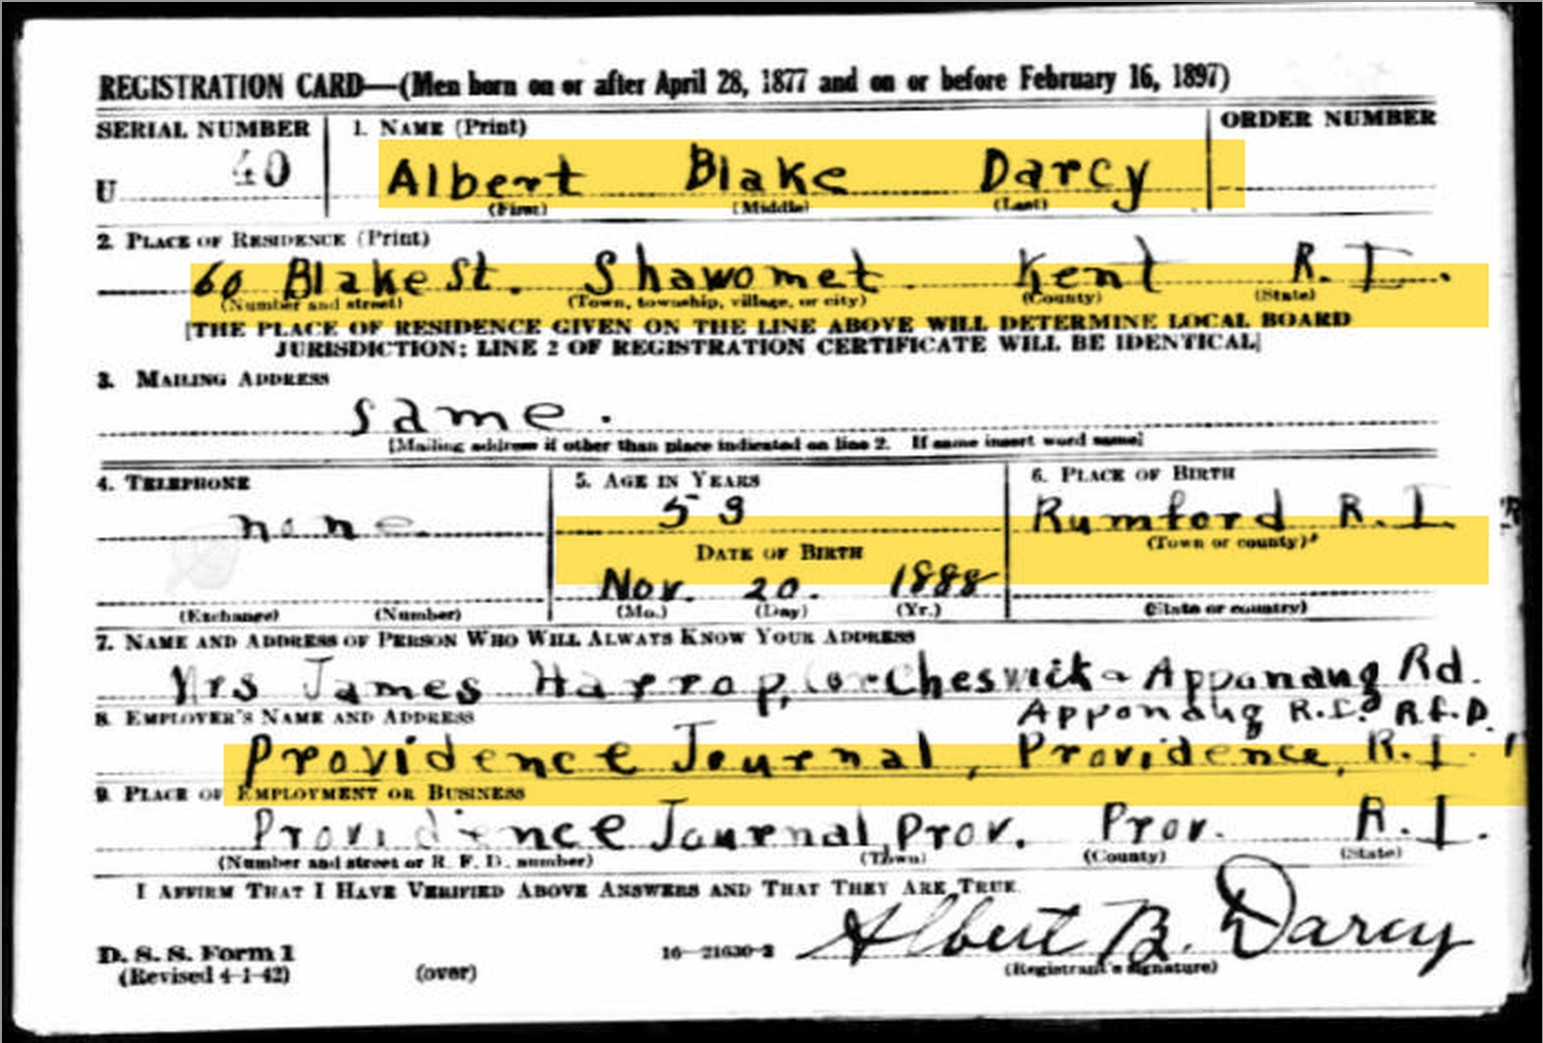 REGISTRATION CARD—(Men born on or after April 28, 1877 and on or before February 16, 1897)
SERIAL NUMBER 1. NAME (Print) ORDER NUMBER
U 40 Albert Blake Darcy
(First) (Middle) (Last)
2. PLACE OF RESIDENCE (Print)
60 Blake St. Shawomet. Kent R. I.
(Number and street) (Town, township, village, or city) (County) (State)
[THE PLACE OF RESIDENCE GIVEN ON THE LINE ABOVE WILL DETERMINE LOCAL BOARD
JURISDICTION; LINE 2 OF REGISTRATION CERTIFICATE WILL BE IDENTICAL]
3. MAILING ADDRESS
same.
[Mailing address if other than place indicated on line 2. If same insert word same]
4. TELEPHONE 5. AGE IN YEARS 6. PLACE OF BIRTH
none. 53 Rumford R. I.
DATE OF BIRTH (Town or county)
Nov. 20. 1888
(Exchange) (Number) (Mo.) (Day) (Yr.) (State or country)
7. NAME AND ADDRESS OF PERSON WHO WILL ALWAYS KNOW YOUR ADDRESS
Mrs James Harrop, Cheswick - Apponaug Rd.
8. EMPLOYER'S NAME AND ADDRESS Apponaug R.I. R.F.D.
Providence Journal, Providence, R. I.
9. PLACE OF EMPLOYMENT OR BUSINESS
Providence Journal, Prov. Prov. R. I.
(Number and street or R. F. D. number) (Town) (County) (State)
I AFFIRM THAT I HAVE VERIFIED ABOVE ANSWERS AND THAT THEY ARE TRUE.
Albert B. Darcy
D. S. S. Form 1 16—21630-2
(Revised 4-1-42) (over) (Registrant's signature)